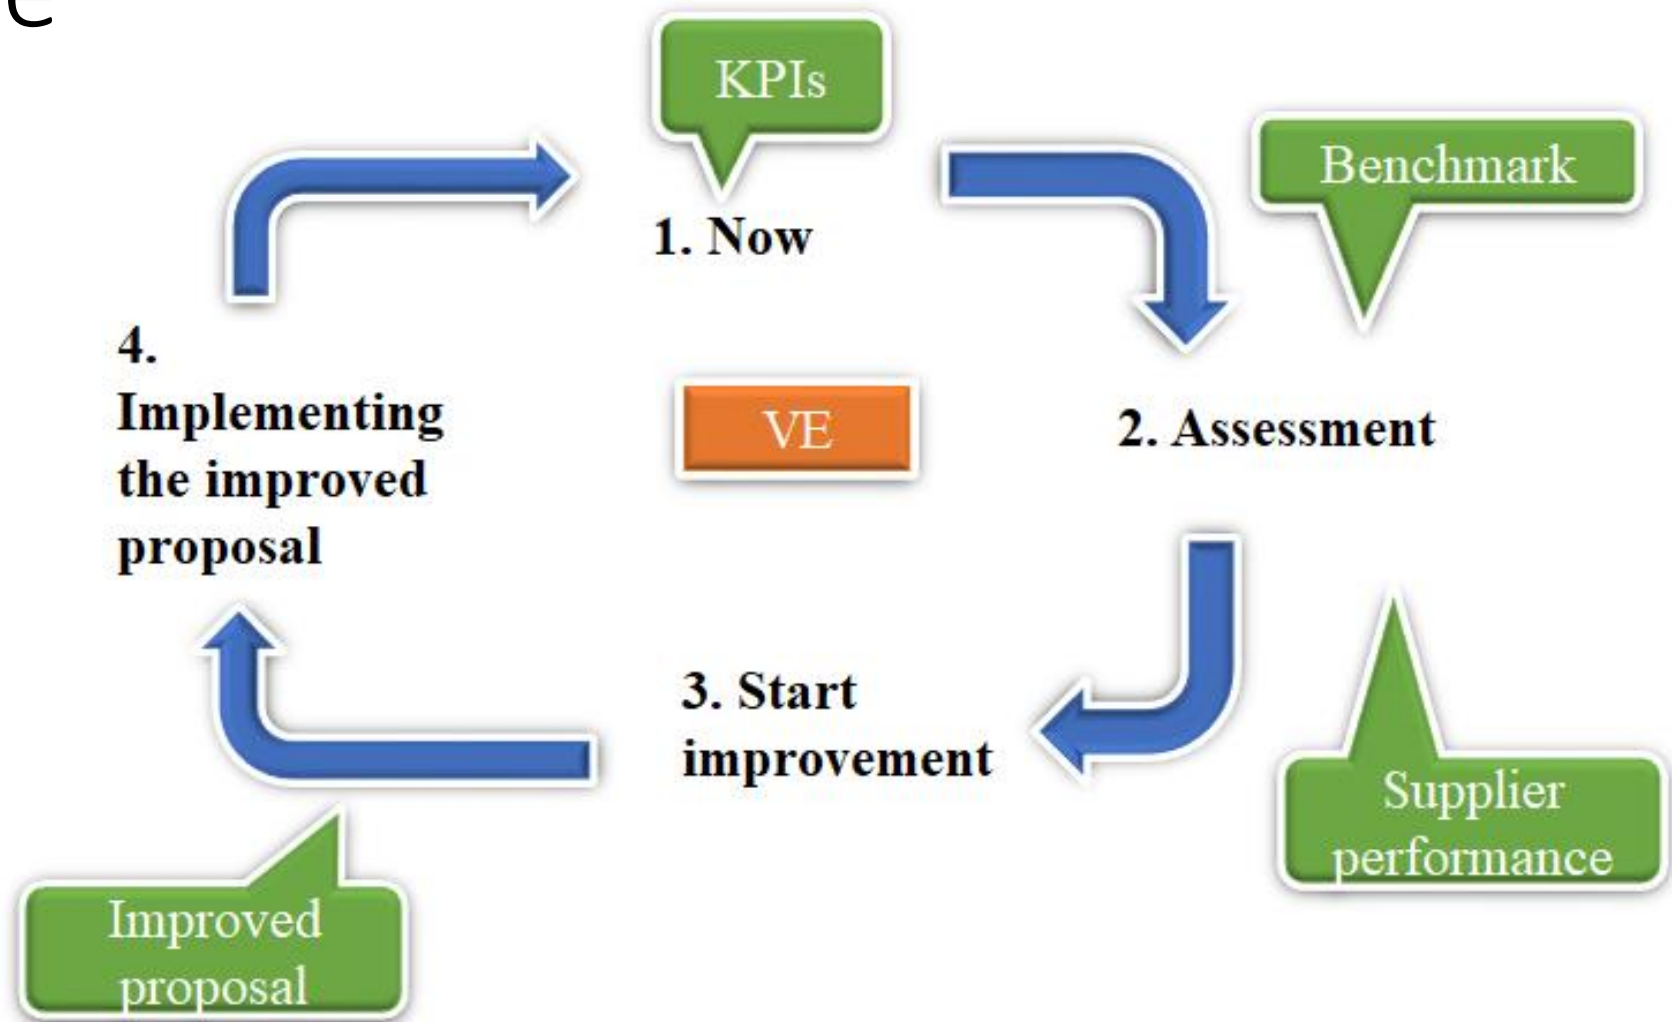 KPIs
Benchmark
1. Now
4.
Implementing
the improved
proposal
VE
2. Assessment
3. Start
improvement
Supplier
performance
Improved
proposal